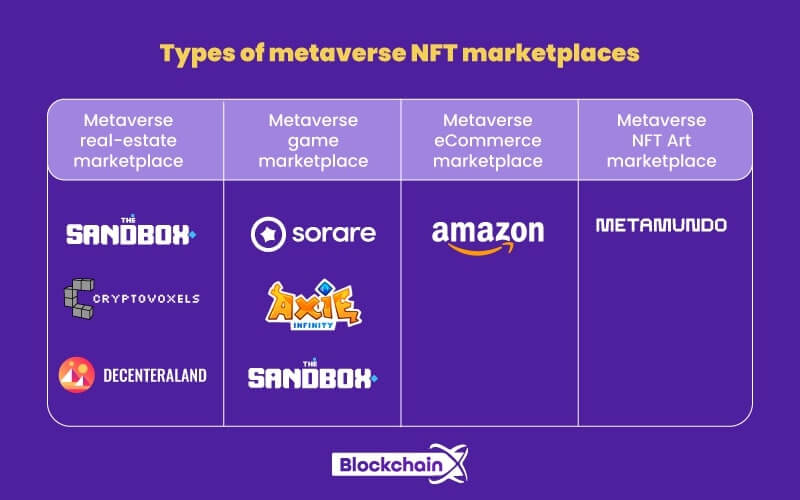 Types of metaverse NFT marketplaces
Metaverse
real-estate
marketplace
Metaverse
game
marketplace
Metaverse
eCommerce
marketplace
Metaverse
NFT Art
marketplace
THE
SANDBOX
CRYPTOVOXELS
DECENTERALAND
sorare
AXIE
INFINITY
THE
SANDBOX
amazon
METAMUNDO
BlockchainX